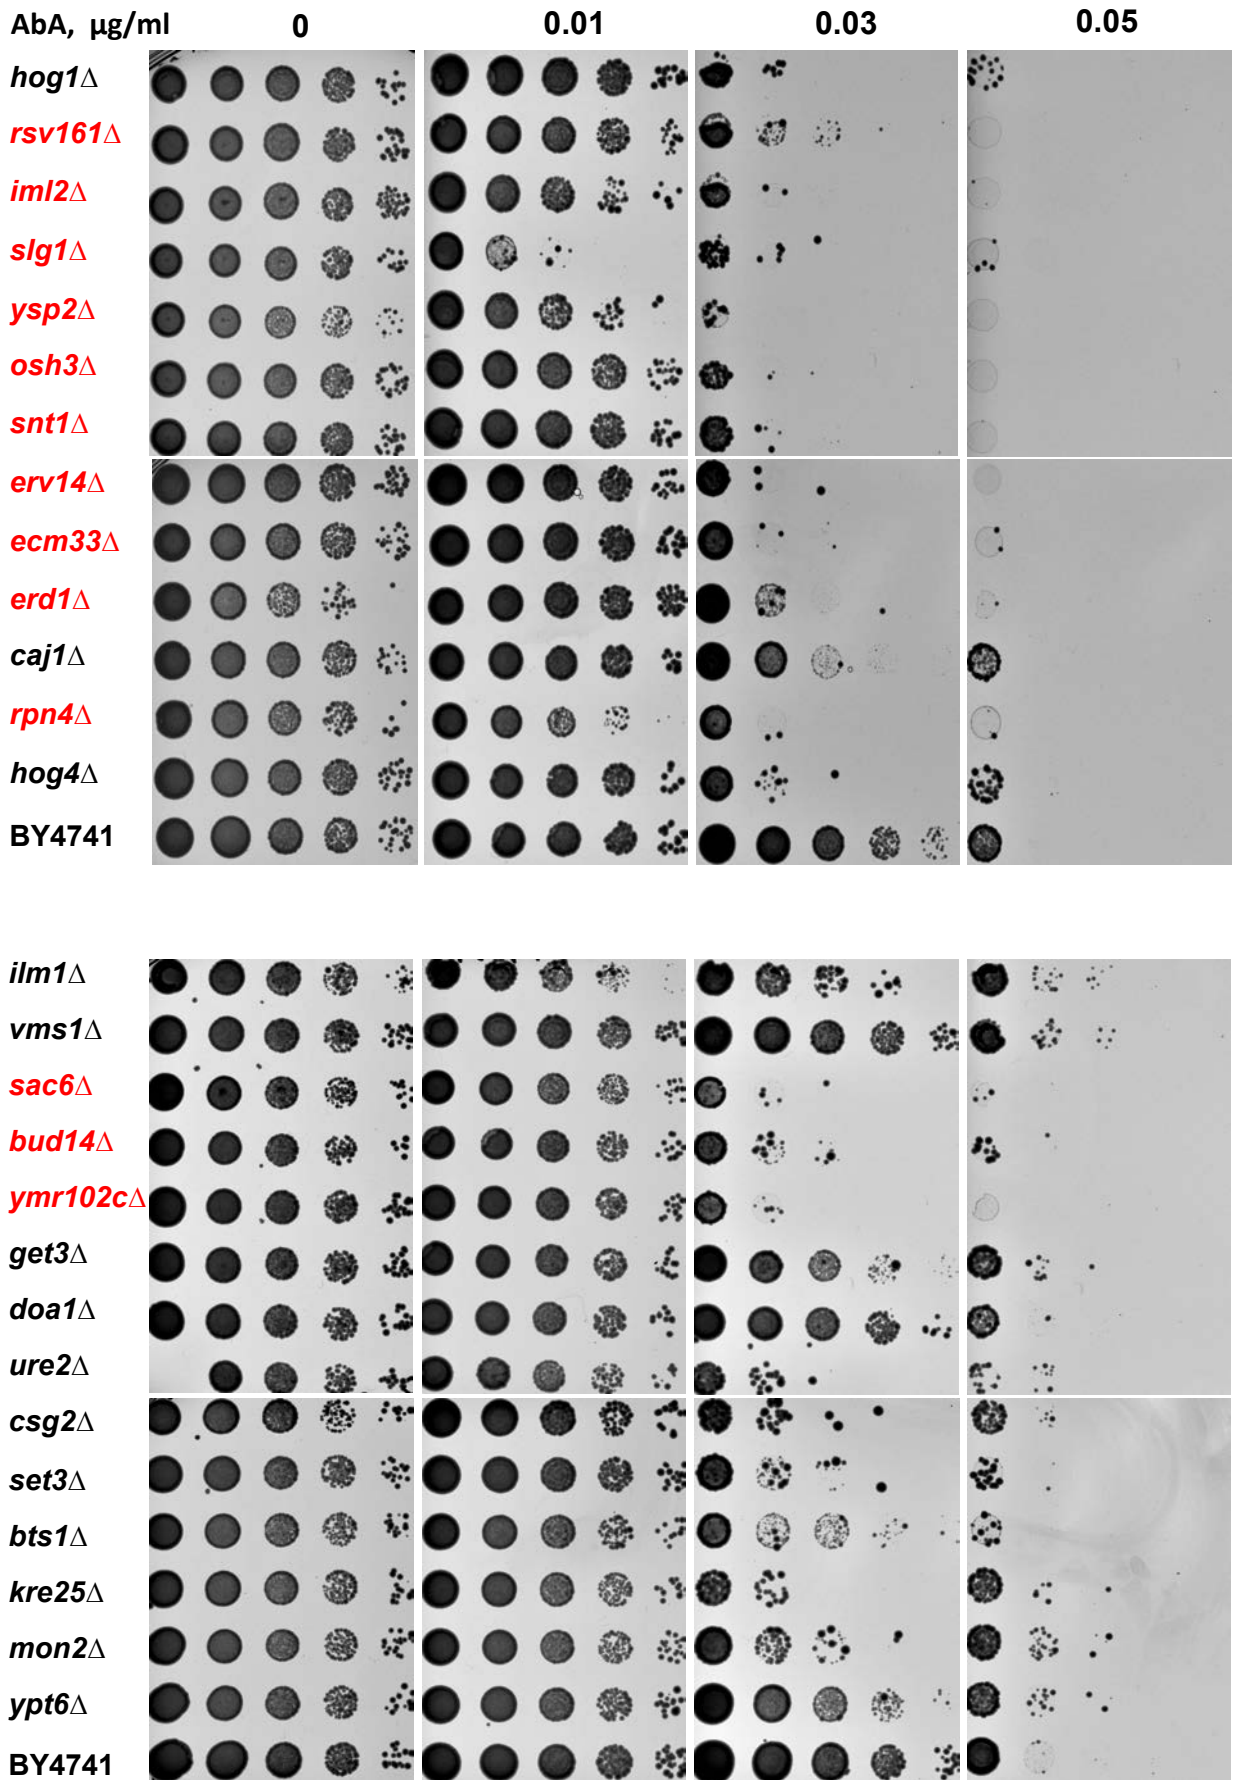 AbA, µg/ml 0 0.01 0.03 0.05
hog1Δ
rsv161Δ
iml2Δ
slg1Δ
ysp2Δ
osh3Δ
snt1Δ
erv14Δ
ecm33Δ
erd1Δ
caj1Δ
rpn4Δ
hog4Δ
BY4741
ilm1Δ
vms1Δ
sac6Δ
bud14Δ
ymr102cΔ
get3Δ
doa1Δ
ure2Δ
csg2Δ
set3Δ
bts1Δ
kre25Δ
mon2Δ
ypt6Δ
BY4741